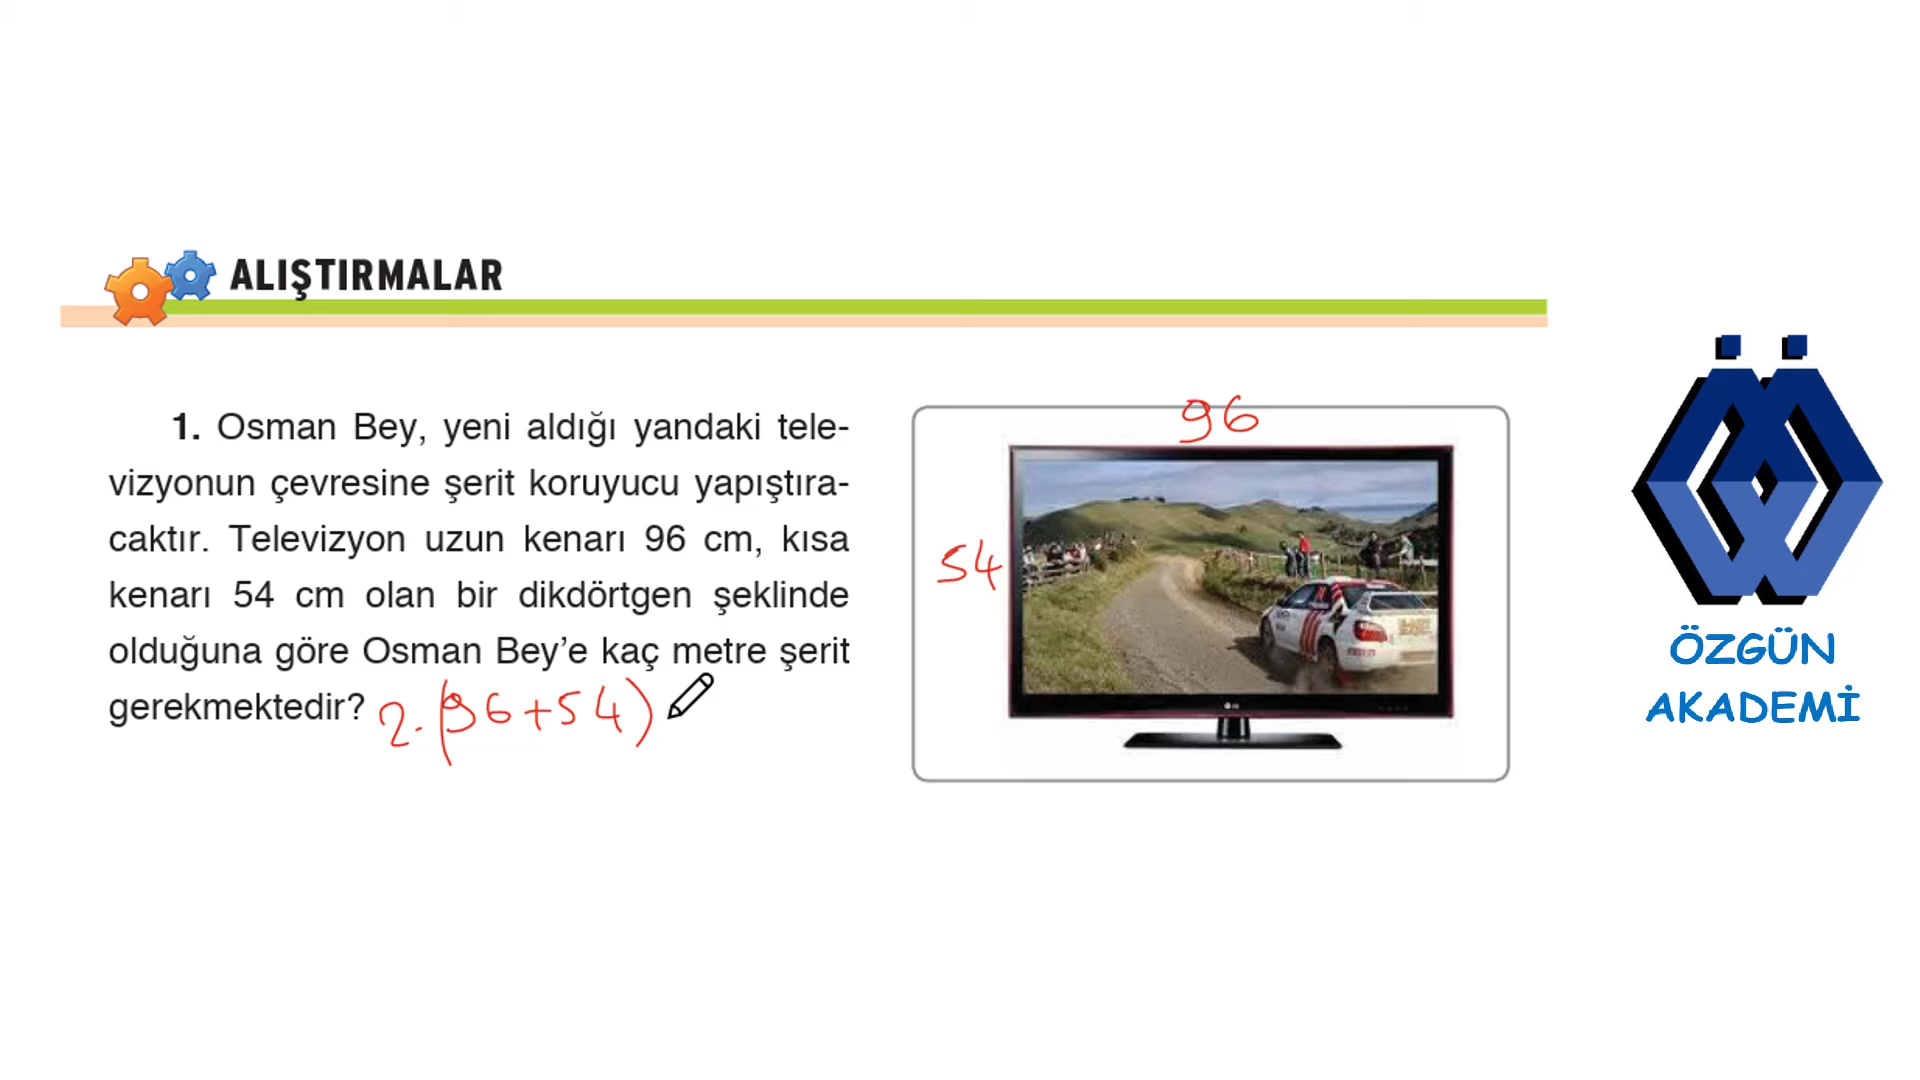 ALIŞTIRMALAR
1. Osman Bey, yeni aldığı yandaki tele-
vizyonun çevresine şerit koruyucu yapıştıra-
caktır. Televizyon uzun kenarı 96 cm, kısa
kenarı 54 cm olan bir dikdörtgen şeklinde
olduğuna göre Osman Bey'e kaç metre şerit
gerekmektedir? 2.(96+54)
96
54
LG
ÖZGÜN
AKADEMİ